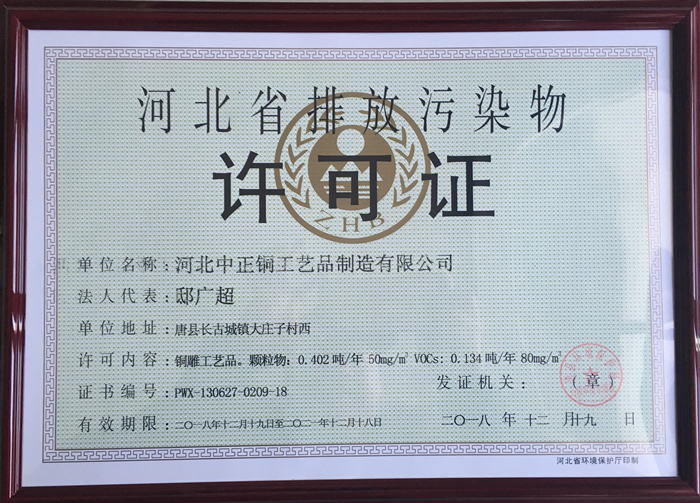 河北省排放污染物
许可证
ZHB
单位名称：河北中正铜工艺品制造有限公司
法人代表：邸广超
单位地址：唐县长古城镇大庄子村西
许可内容：铜雕工艺品。颗粒物：0.402吨/年 50mg/m³ VOCs: 0.134吨/年 80mg/m³
证书编号：PWX-130627-0209-18
发证机关：（章）
有效期限：二〇一八年十二月十九日至二〇二一年十二月十八日
二〇一八 年 十二 月十九 日
河北省环境保护厅印制